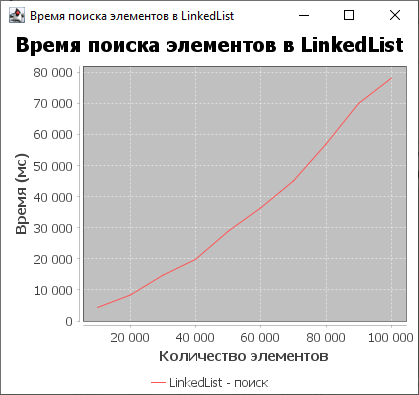 Время поиска элементов в LinkedList
Время поиска элементов в LinkedList
Время (мс)
80 000
70 000
60 000
50 000
40 000
30 000
20 000
10 000
0
20 000 40 000 60 000 80 000 100 000
Количество элементов
LinkedList - поиск